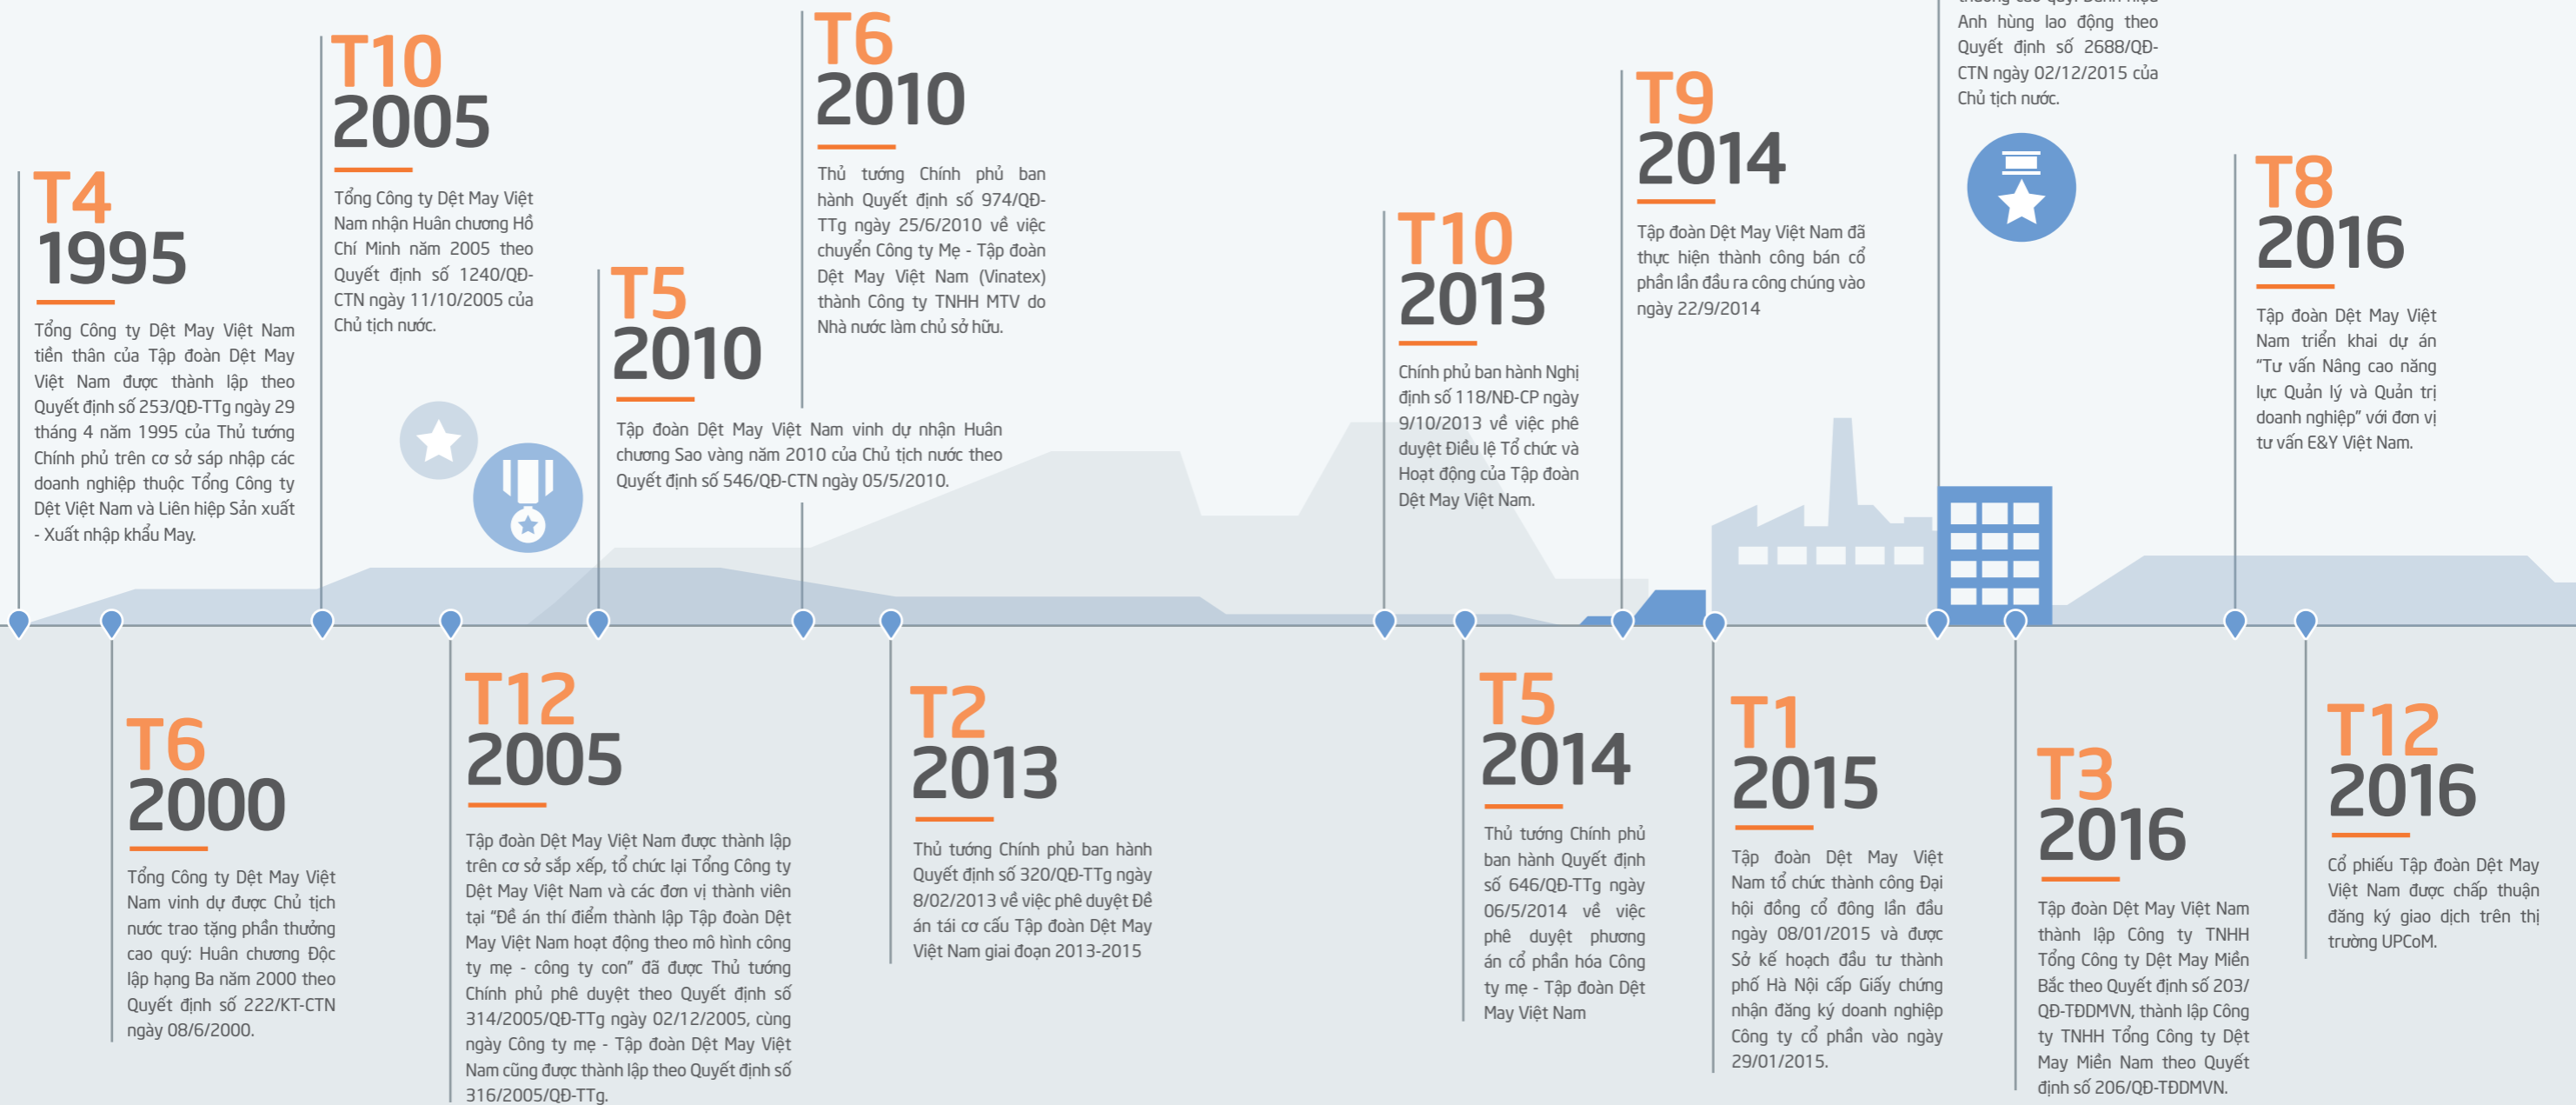 T4
1995
Tổng Công ty Dệt May Việt Nam
tiền thân của Tập đoàn Dệt May
Việt Nam được thành lập theo
Quyết định số 253/QĐ-TTg ngày 29
tháng 4 năm 1995 của Thủ tướng
Chính phủ trên cơ sở sáp nhập các
doanh nghiệp thuộc Tổng Công ty
Dệt Việt Nam và Liên hiệp Sản xuất
- Xuất nhập khẩu May.
T6
2000
Tổng Công ty Dệt May Việt
Nam vinh dự được Chủ tịch
nước trao tặng phần thưởng
cao quý: Huân chương Độc
lập hạng Ba năm 2000 theo
Quyết định số 222/KT-CTN
ngày 08/6/2000.
T10
2005
Tổng Công ty Dệt May Việt
Nam nhận Huân chương Hồ
Chí Minh năm 2005 theo
Quyết định số 1240/QĐ-
CTN ngày 11/10/2005 của
Chủ tịch nước.
T12
2005
Tập đoàn Dệt May Việt Nam được thành lập
trên cơ sở sắp xếp, tổ chức lại Tổng Công ty
Dệt May Việt Nam và các đơn vị thành viên
tại “Đề án thí điểm thành lập Tập đoàn Dệt
May Việt Nam hoạt động theo mô hình công
ty mẹ - công ty con” đã được Thủ tướng
Chính phủ phê duyệt theo Quyết định số
314/2005/QĐ-TTg ngày 02/12/2005, cùng
ngày Công ty mẹ - Tập đoàn Dệt May Việt
Nam cũng được thành lập theo Quyết định số
316/2005/QĐ-TTg.
T5
2010
Tập đoàn Dệt May Việt Nam vinh dự nhận Huân
chương Sao vàng năm 2010 của Chủ tịch nước theo
Quyết định số 546/QĐ-CTN ngày 05/5/2010.
T6
2010
Thủ tướng Chính phủ ban
hành Quyết định số 974/QĐ-
TTg ngày 25/6/2010 về việc
chuyển Công ty Mẹ - Tập đoàn
Dệt May Việt Nam (Vinatex)
thành Công ty TNHH MTV do
Nhà nước làm chủ sở hữu.
T2
2013
Thủ tướng Chính phủ ban hành
Quyết định số 320/QĐ-TTg ngày
8/02/2013 về việc phê duyệt Đề
án tái cơ cấu Tập đoàn Dệt May
Việt Nam giai đoạn 2013-2015
T10
2013
Chính phủ ban hành Nghị
định số 118/NĐ-CP ngày
9/10/2013 về việc phê
duyệt Điều lệ Tổ chức và
Hoạt động của Tập đoàn
Dệt May Việt Nam.
T5
2014
Thủ tướng Chính phủ
ban hành Quyết định
số 646/QĐ-TTg ngày
06/5/2014 về việc
phê duyệt phương
án cổ phần hóa Công
ty mẹ - Tập đoàn Dệt
May Việt Nam
T9
2014
Tập đoàn Dệt May Việt Nam đã
thực hiện thành công bán cổ
phần lần đầu ra công chúng vào
ngày 22/9/2014
T1
2015
Tập đoàn Dệt May Việt
Nam tổ chức thành công Đại
hội đồng cổ đông lần đầu
ngày 08/01/2015 và được
Sở kế hoạch đầu tư thành
phố Hà Nội cấp Giấy chứng
nhận đăng ký doanh nghiệp
Công ty cổ phần vào ngày
29/01/2015.
Anh hùng lao động theo
Quyết định số 2688/QĐ-
CTN ngày 02/12/2015 của
Chủ tịch nước.
T3
2016
Tập đoàn Dệt May Việt Nam
thành lập Công ty TNHH
Tổng Công ty Dệt May Miền
Bắc theo Quyết định số 203/
QĐ-TĐDMVN, thành lập Công
ty TNHH Tổng Công ty Dệt
May Miền Nam theo Quyết
định số 206/QĐ-TĐDMVN.
T8
2016
Tập đoàn Dệt May Việt
Nam triển khai dự án
“Tư vấn Nâng cao năng
lực Quản lý và Quản trị
doanh nghiệp” với đơn vị
tư vấn E&Y Việt Nam.
T12
2016
Cổ phiếu Tập đoàn Dệt May
Việt Nam được chấp thuận
đăng ký giao dịch trên thị
trường UPCoM.